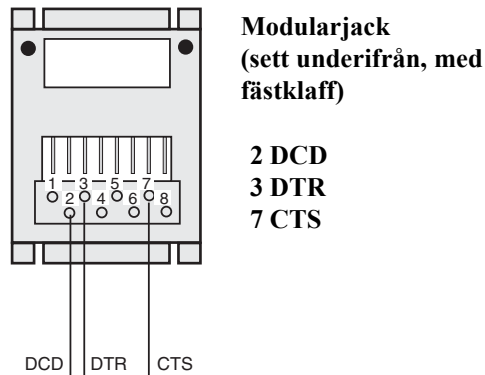 Modularjack
(sett underifrån, med
fästklaff)
2 DCD
3 DTR
7 CTS
1 3 5 7
2 4 6 8
DCD DTR CTS